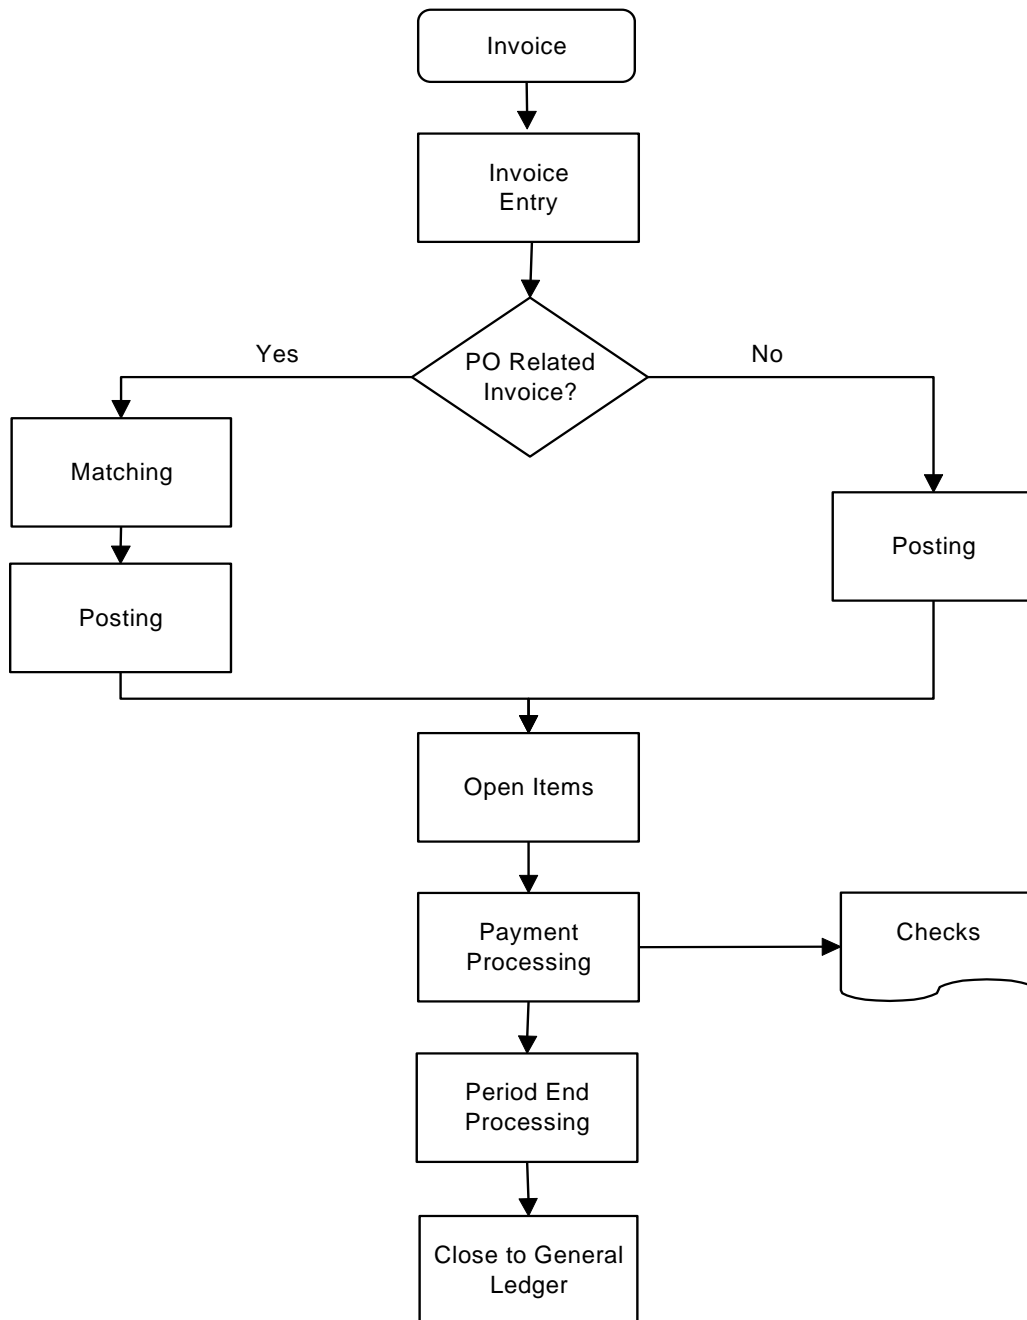 Invoice
Invoice
Entry
PO Related
Invoice?
Yes
No
Matching
Posting
Posting
Open Items
Payment
Processing
Checks
Period End
Processing
Close to General
Ledger